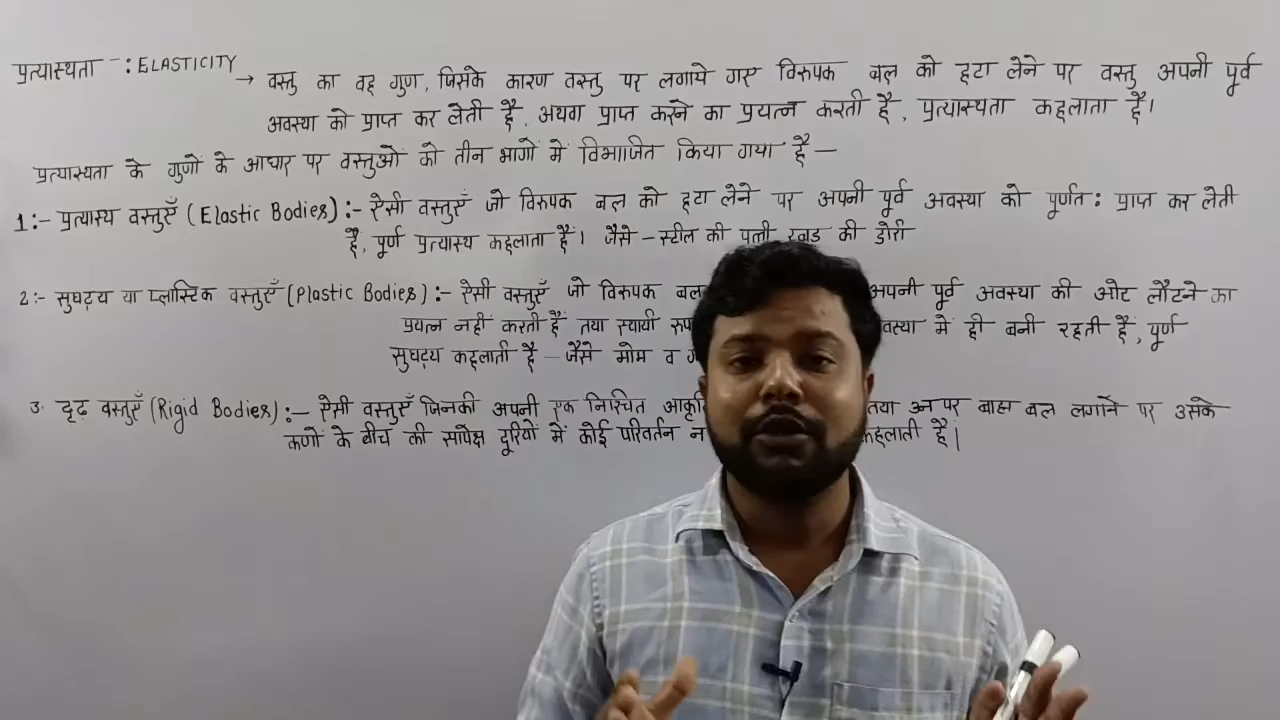 प्रत्यास्थता -: ELASTICITY → वस्तु का वह गुण, जिसके कारण वस्तु पर लगाये गए विरुपक बल को हटा लेने पर वस्तु अपनी पूर्व
अवस्था को प्राप्त कर लेती है, अथवा प्राप्त करने का प्रयत्न करती है, प्रत्यास्थता कहलाता है।
प्रत्यास्थता के गुणों के आधार पर वस्तुओं को तीन भागों में विभाजित किया गया है —
1:- प्रत्यास्थ वस्तुएँ (Elastic Bodies) :- ऐसी वस्तुएँ जो विरुपक बल को हटा लेने पर अपनी पूर्व अवस्था को पूर्णत: प्राप्त कर लेती
है, पूर्ण प्रत्यास्थ कहलाता है। जैसे - स्टील की पत्ती रबड की डोरी
2:- सुघट्य या प्लास्टिक वस्तुएँ (Plastic Bodies) :- ऐसी वस्तुएँ जो विरुपक बल अपनी पूर्व अवस्था की ओर लौटने का
प्रयत्न नहीं करती हैं तथा स्थायी रुप में ही बनी रहती हैं, पूर्ण
सुघट्य कहलाती है - जैसे मोम व
3. दृढ़ वस्तुएँ (Rigid Bodies) :— ऐसी वस्तुएँ जिनकी अपनी एक निश्चित तथा उन पर बाह्य बल लगाने पर उसके
कणों के बीच की सापेक्ष दूरियों में कोई परिवर्तन कहलाती है।